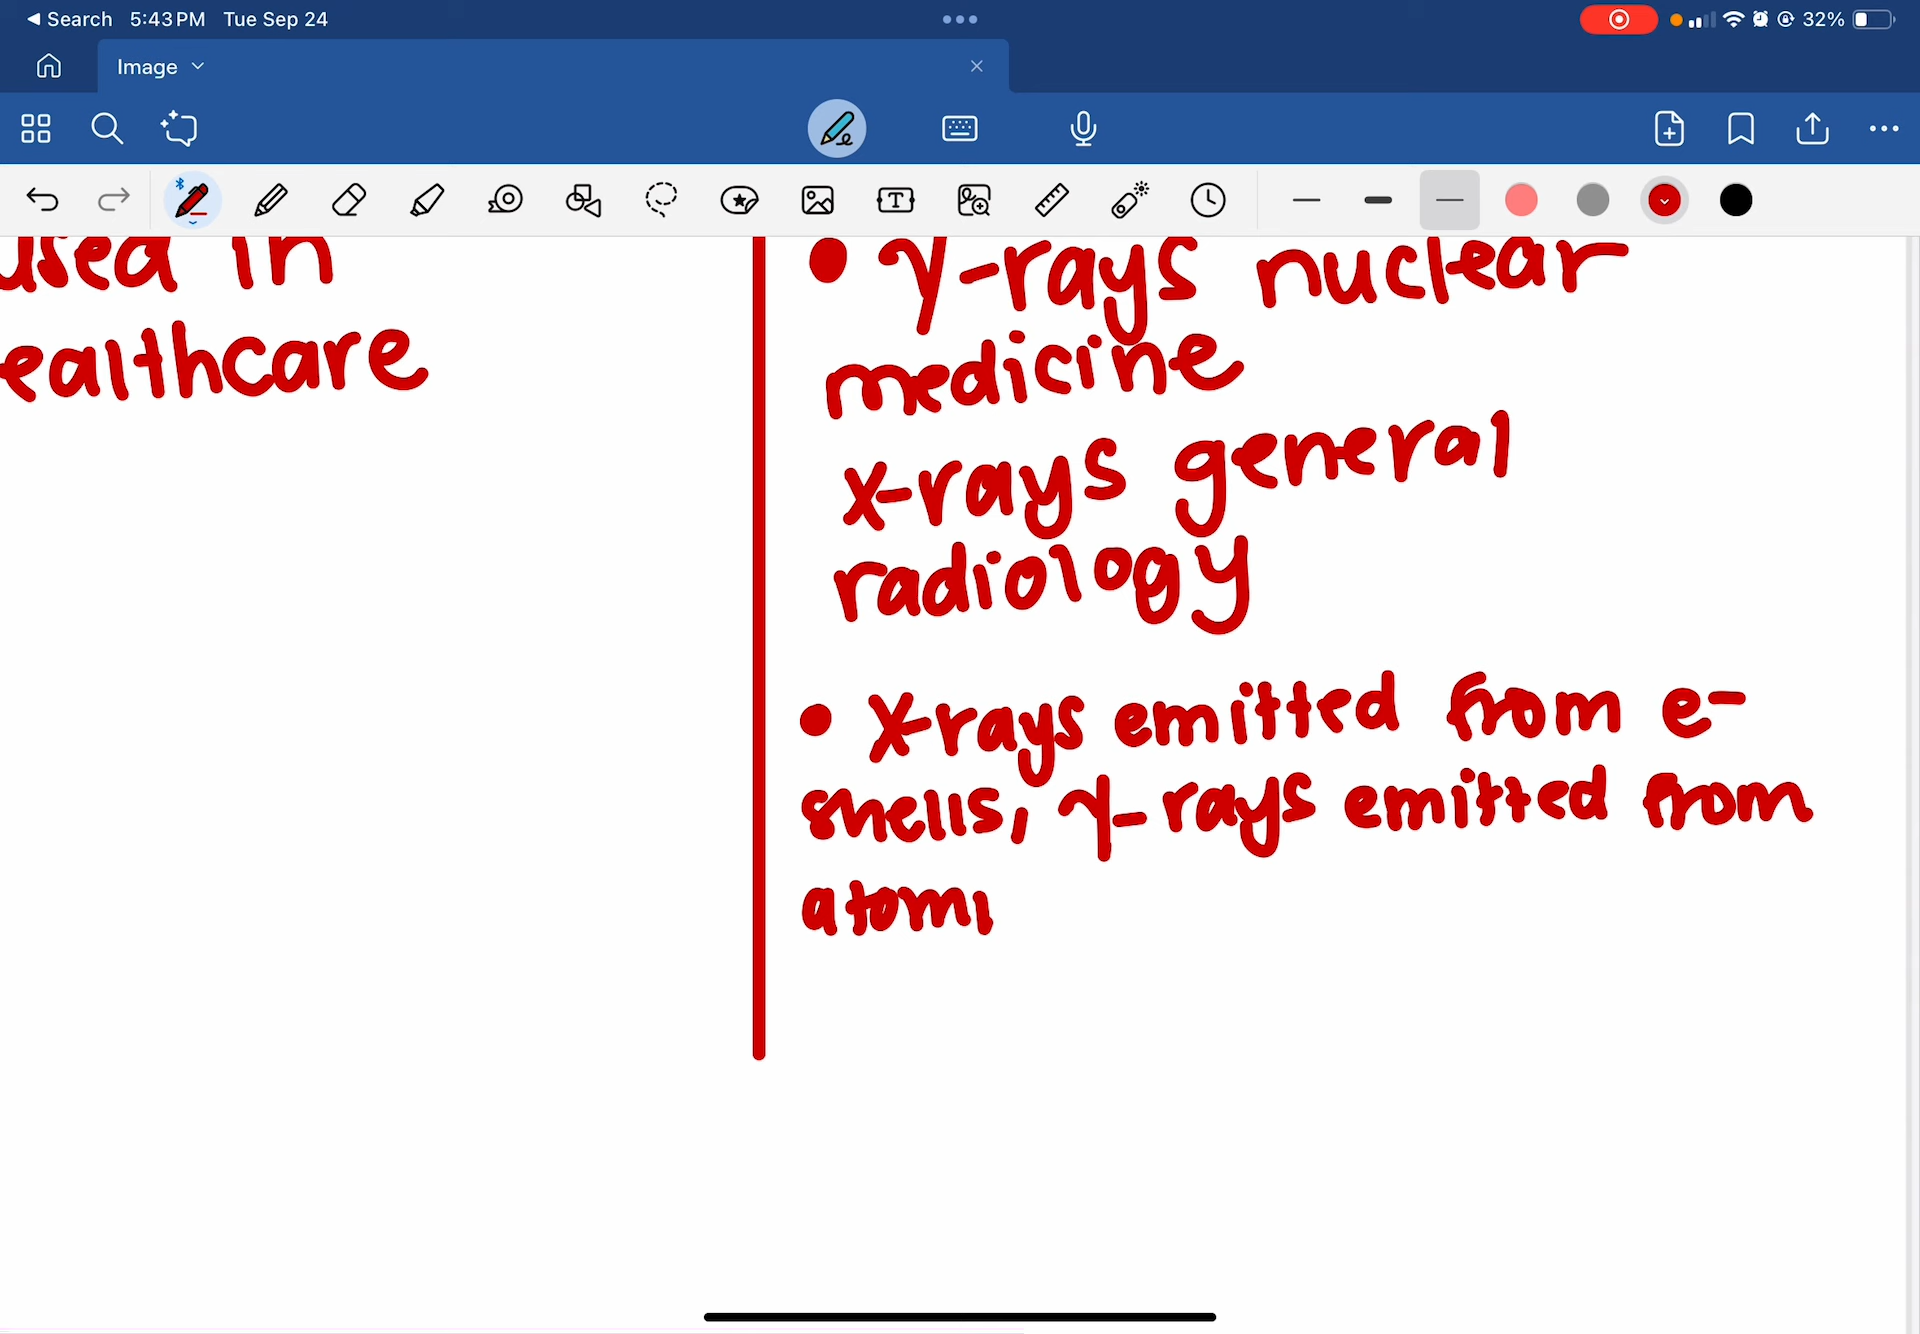 Search 5:43 PM Tue Sep 24
32%
Image
used in
ealthcare
• γ-rays nuclear
medicine
x-rays general
radiology
• X-rays emitted from e-
shells, γ-rays emitted from
atomi